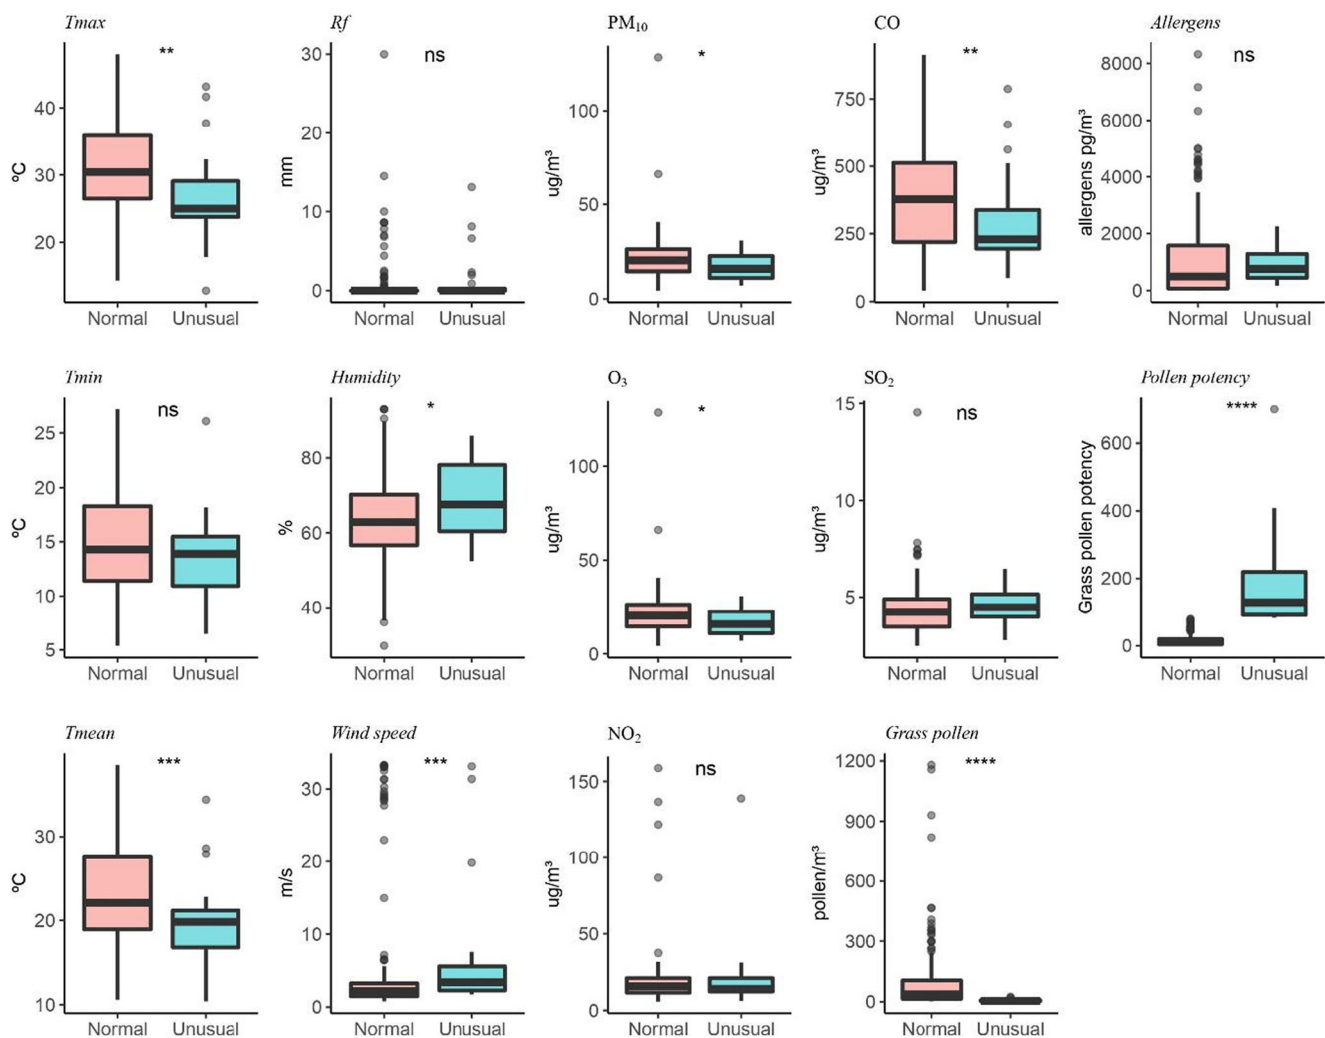 Tmax
**
ºC
40
30
20
Normal Unusual
Rf
ns
mm
30
20
10
0
Normal Unusual
PM₁₀
*
ug/m³
100
50
0
Normal Unusual
CO
**
ug/m³
750
500
250
0
Normal Unusual
Allergens
ns
allergens pg/m³
8000
6000
4000
2000
0
Normal Unusual
Tmin
ns
ºC
25
20
15
10
5
Normal Unusual
Humidity
*
%
80
60
40
Normal Unusual
O₃
*
ug/m³
100
50
0
Normal Unusual
SO₂
ns
ug/m³
15
10
5
Normal Unusual
Pollen potency
****
Grass pollen potency
600
400
200
0
Normal Unusual
Tmean
***
ºC
30
20
10
Normal Unusual
Wind speed
***
m/s
30
20
10
0
Normal Unusual
NO₂
ns
ug/m³
150
100
50
0
Normal Unusual
Grass pollen
****
pollen/m³
1200
900
600
300
0
Normal Unusual